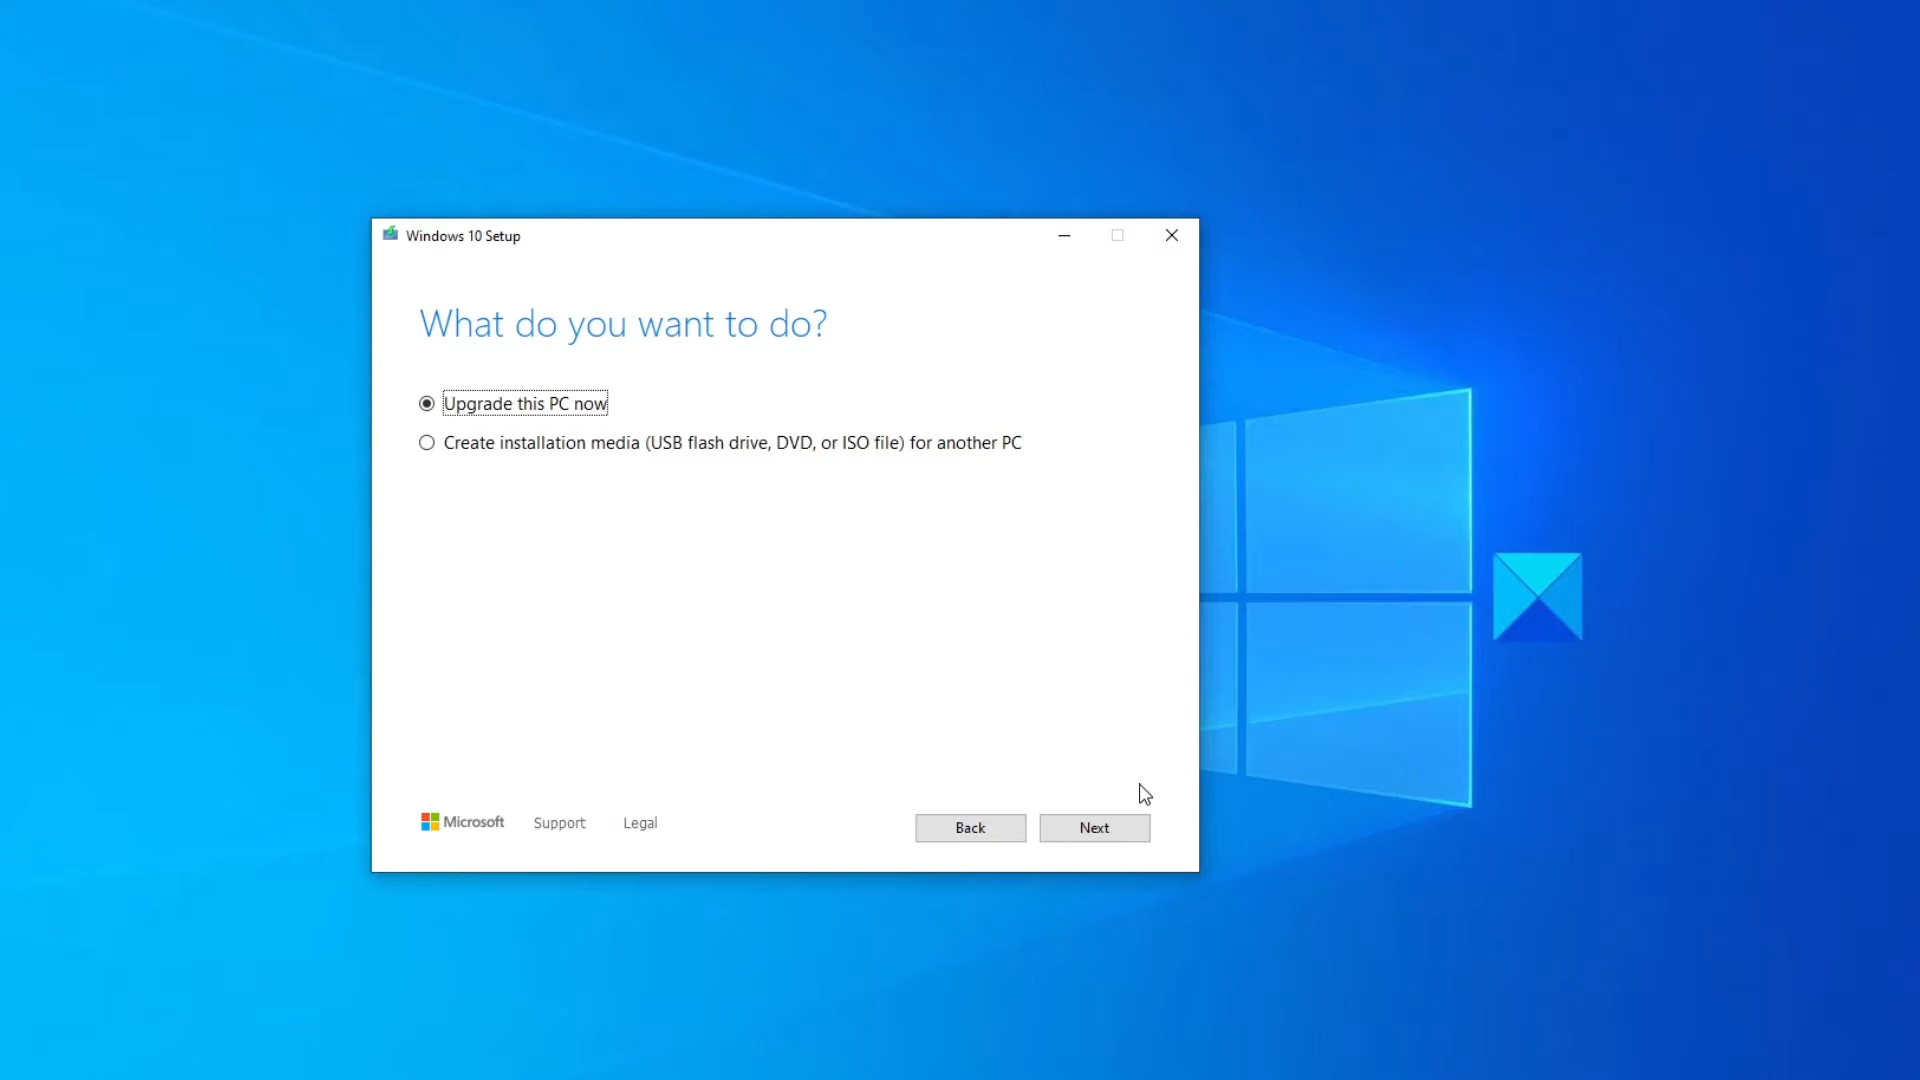 Windows 10 Setup
What do you want to do?
Upgrade this PC now
Create installation media (USB flash drive, DVD, or ISO file) for another PC
Microsoft Support Legal Back Next